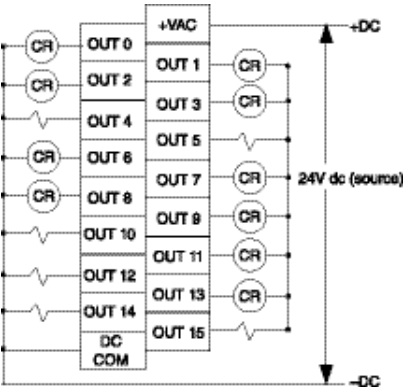 +VAC
+DC
CR OUT 0
OUT 1 CR
CR OUT 2
OUT 3 CR
OUT 4
OUT 5
CR OUT 6
OUT 7 CR
24V dc (source)
CR OUT 8
OUT 9 CR
OUT 10
OUT 11 CR
OUT 12
OUT 13 CR
OUT 14
OUT 15
DC
COM
-DC